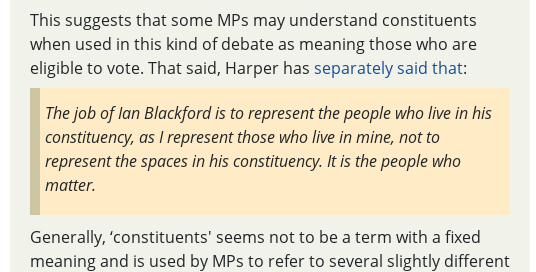 This suggests that some MPs may understand constituents
when used in this kind of debate as meaning those who are
eligible to vote. That said, Harper has separately said that:
The job of Ian Blackford is to represent the people who live in his
constituency, as I represent those who live in mine, not to
represent the spaces in his constituency. It is the people who
matter.
Generally, ‘constituents' seems not to be a term with a fixed
meaning and is used by MPs to refer to several slightly different